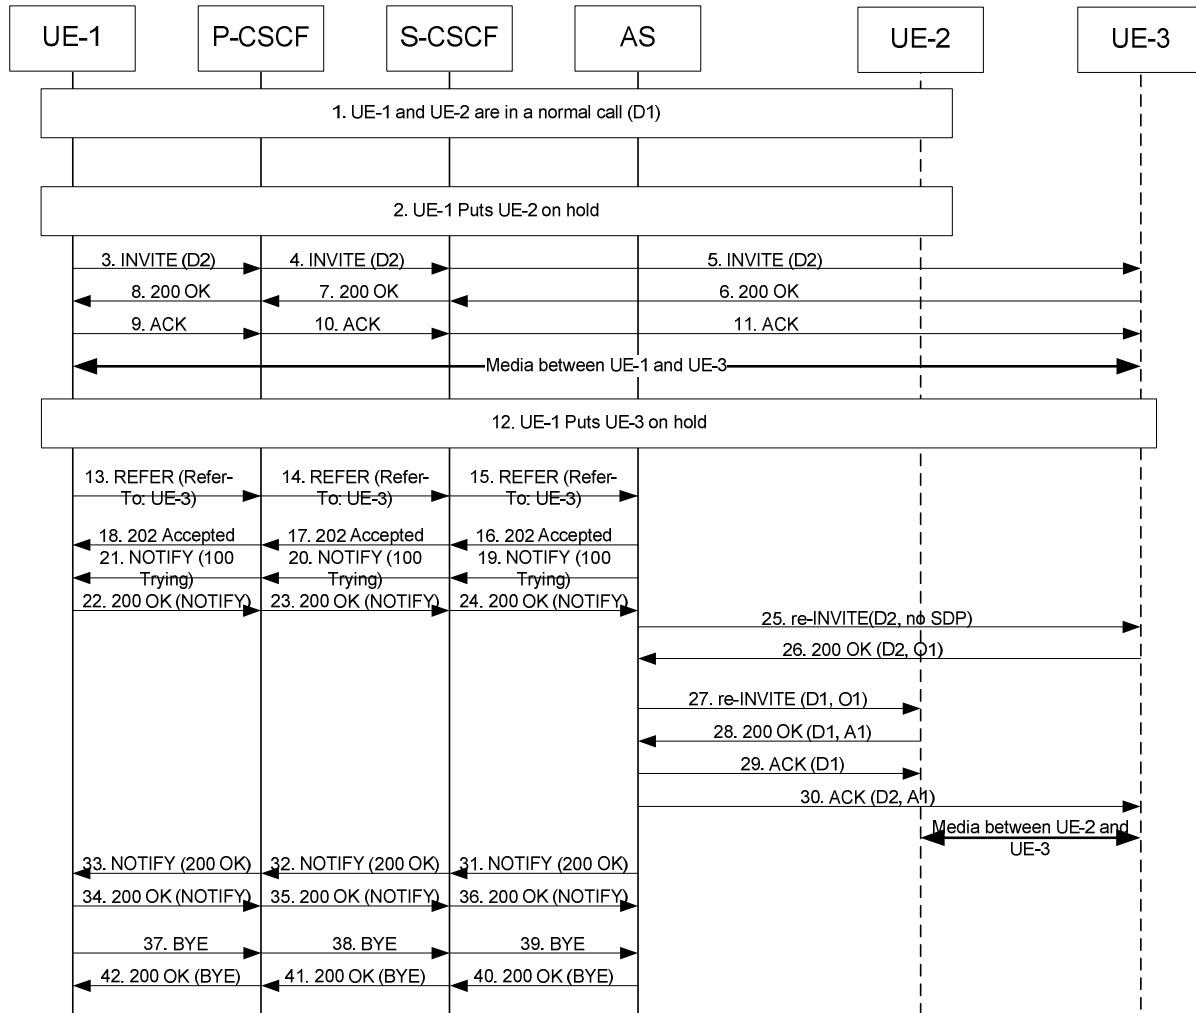 UE-1
P-CSCF
S-CSCF
AS
UE-2
UE-3
1. UE-1 and UE-2 are in a normal call (D1)
2. UE-1 Puts UE-2 on hold
3. INVITE (D2)
4. INVITE (D2)
5. INVITE (D2)
8. 200 OK
7. 200 OK
6. 200 OK
9. ACK
10. ACK
11. ACK
Media between UE-1 and UE-3
12. UE-1 Puts UE-3 on hold
13. REFER (Refer-
To: UE-3)
14. REFER (Refer-
To: UE-3)
15. REFER (Refer-
To: UE-3)
18. 202 Accepted
17. 202 Accepted
16. 202 Accepted
21. NOTIFY (100
Trying)
20. NOTIFY (100
Trying)
19. NOTIFY (100
Trying)
22. 200 OK (NOTIFY)
23. 200 OK (NOTIFY)
24. 200 OK (NOTIFY)
25. re-INVITE(D2, no SDP)
26. 200 OK (D2, O1)
27. re-INVITE (D1, O1)
28. 200 OK (D1, A1)
29. ACK (D1)
30. ACK (D2, A1)
Media between UE-2 and
UE-3
33. NOTIFY (200 OK)
32. NOTIFY (200 OK)
31. NOTIFY (200 OK)
34. 200 OK (NOTIFY)
35. 200 OK (NOTIFY)
36. 200 OK (NOTIFY)
37. BYE
38. BYE
39. BYE
42. 200 OK (BYE)
41. 200 OK (BYE)
40. 200 OK (BYE)